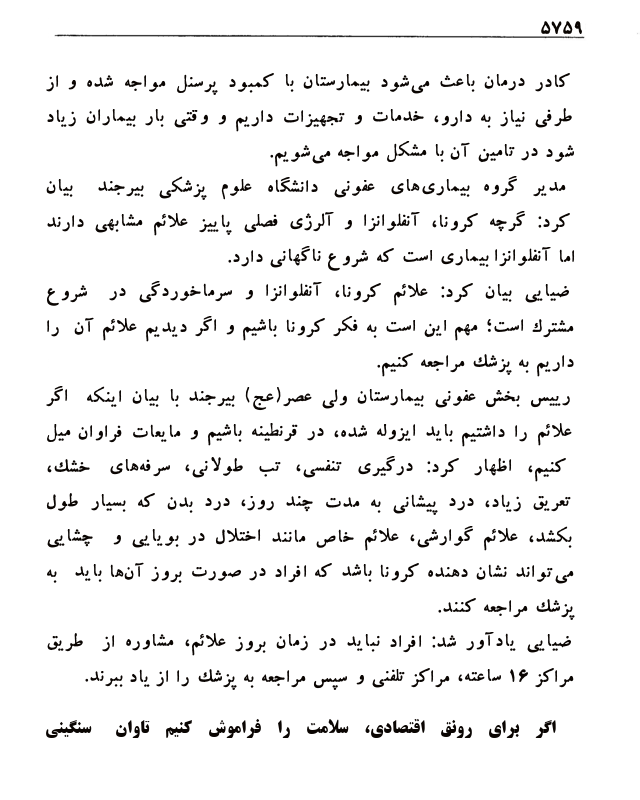 ۵۷۵۹
کادر درمان باعث می‌شود بیمارستان با کمبود پرسنل مواجه شده و از
طرفی نیاز به دارو، خدمات و تجهیزات داریم و وقتی بار بیماران زیاد
شود در تامین آن با مشکل مواجه می‌شویم.
مدیر گروه بیماری‌های عفونی دانشگاه علوم پزشکی بیرجند بیان
کرد: گرچه کرونا، آنفلوانزا و آلرژی فصلی پاییز علائم مشابهی دارند
اما آنفلوانزا بیماری است که شروع ناگهانی دارد.
ضیایی بیان کرد: علائم کرونا، آنفلوانزا و سرماخوردگی در شروع
مشترك است؛ مهم این است به فکر کرونا باشیم و اگر دیدیم علائم آن را
داریم به پزشك مراجعه کنیم.
رییس بخش عفونی بیمارستان ولی عصر(عج) بیرجند با بیان اینکه اگر
علائم را داشتیم باید ایزوله شده، در قرنطینه باشیم و مایعات فراوان میل
کنیم، اظهار کرد: درگیری تنفسی، تب طولانی، سرفه‌های خشك،
تعریق زیاد، درد پیشانی به مدت چند روز، درد بدن که بسیار طول
بکشد، علائم گوارشی، علائم خاص مانند اختلال در بویایی و چشایی
می‌تواند نشان دهنده کرونا باشد که افراد در صورت بروز آن‌ها باید به
پزشك مراجعه کنند.
ضیایی یادآور شد: افراد نباید در زمان بروز علائم، مشاوره از طریق
مراکز ۱۶ ساعته، مراکز تلفنی و سپس مراجعه به پزشك را از یاد ببرند.
اگر برای رونق اقتصادی، سلامت را فراموش کنیم تاوان سنگینی